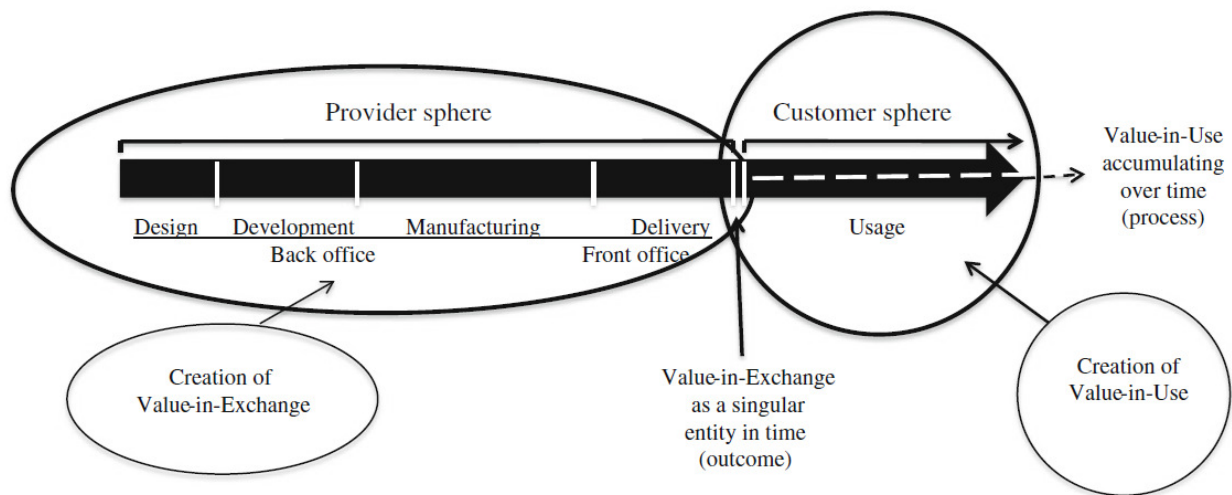 Provider sphere
Customer sphere
Value-in-Use
accumulating
over time
(process)
Design Development Manufacturing Delivery
Usage
Back office Front office
Creation of
Value-in-Exchange
Value-in-Exchange
as a singular
entity in time
(outcome)
Creation of
Value-in-Use